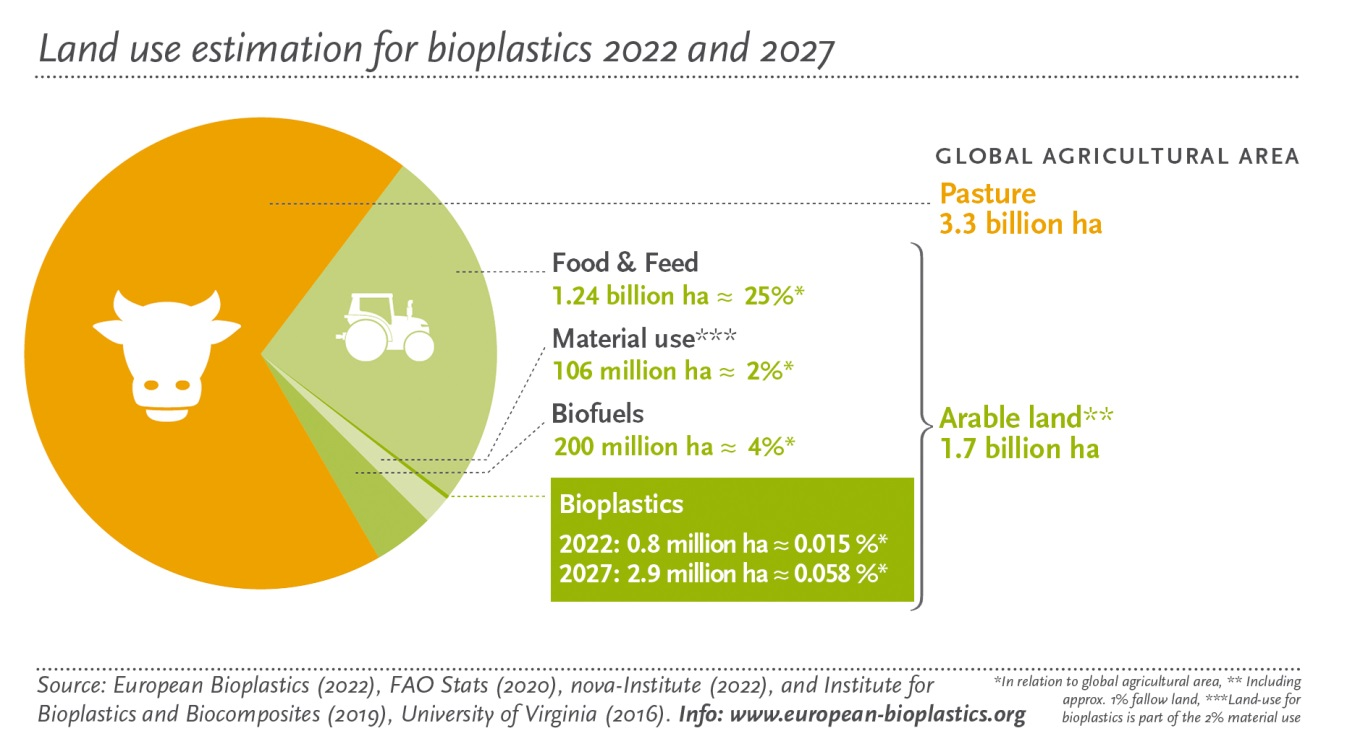 Land use estimation for bioplastics 2022 and 2027
GLOBAL AGRICULTURAL AREA
Pasture
3.3 billion ha
Food & Feed
1.24 billion ha ≈ 25%*
Material use***
106 million ha ≈ 2%*
Biofuels
200 million ha ≈ 4%*
Arable land**
1.7 billion ha
Bioplastics
2022: 0.8 million ha ≈ 0.015 %*
2027: 2.9 million ha ≈ 0.058 %*
Source: European Bioplastics (2022), FAO Stats (2020), nova-Institute (2022), and Institute for
Bioplastics and Biocomposites (2019), University of Virginia (2016). Info: www.european-bioplastics.org
*In relation to global agricultural area, ** Including
approx. 1% fallow land, ***Land-use for
bioplastics is part of the 2% material use